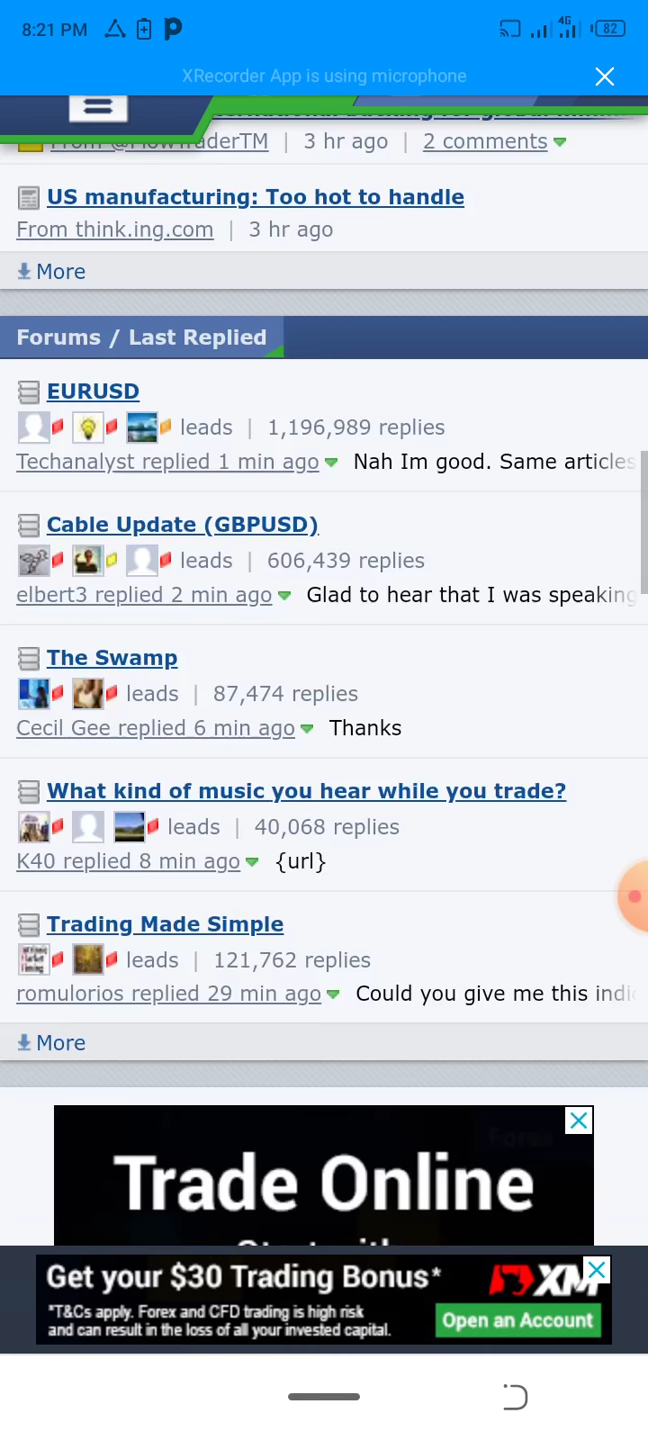 8:21 PM
4G
82
XRecorder App is using microphone
From @FlowTraderTM | 3 hr ago | 2 comments
US manufacturing: Too hot to handle
From think.ing.com | 3 hr ago
More
Forums / Last Replied
EURUSD
leads | 1,196,989 replies
Techanalyst replied 1 min ago Nah Im good. Same articles
Cable Update (GBPUSD)
leads | 606,439 replies
elbert3 replied 2 min ago Glad to hear that I was speaking
The Swamp
leads | 87,474 replies
Cecil Gee replied 6 min ago Thanks
What kind of music you hear while you trade?
leads | 40,068 replies
K40 replied 8 min ago {url}
Trading Made Simple
leads | 121,762 replies
romulorios replied 29 min ago Could you give me this indic
More
Trade Online
Get your $30 Trading Bonus*
*T&Cs apply. Forex and CFD trading is high risk
and can result in the loss of all your invested capital.
XM
Open an Account